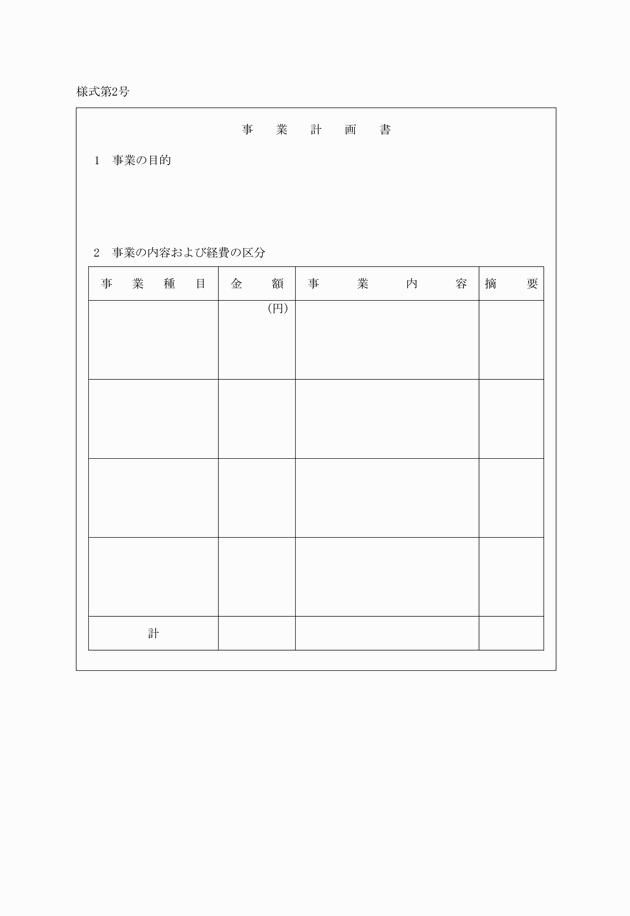 様式第2号
事業計画書
1 事業の目的
2 事業の内容および経費の区分
事業種目 金額 事業内容 摘要
(円)
計